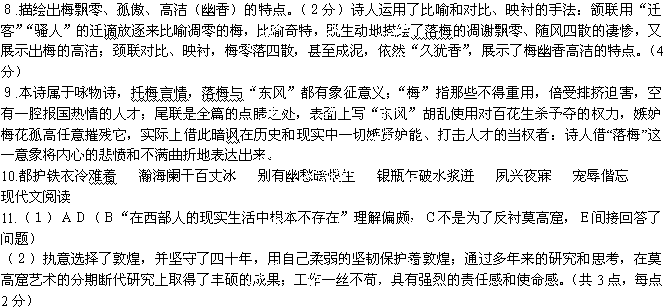 8 .描绘出梅飘零、孤傲、高洁（幽香）的特点。（2 分）诗人运用了比喻和对比、映衬的手法：颔联用“迁
客”“骚人”的迁谪放逐来比喻凋零的梅，比喻奇特，既生动地描绘了落梅的凋谢飘零、随风四散的凄惨，又
展示出梅的高洁；颈联对比、映衬，梅零落四散，甚至成泥，依然“久犹香”，展示了梅幽香高洁的特点。（4
分）
9 .本诗属于咏物诗，托梅言情，落梅与“东风”都有象征意义；“梅”指那些不得重用，倍受排挤迫害，空
有一腔报国热情的人才；尾联是全篇的点睛之处，表面上写“东风”胡乱使用对百花生杀予夺的权力，嫉妒
梅花孤高任意摧残它，实际上借此暗讽在历史和现实中一切嫉贤妒能、打击人才的当权者：诗人借“落梅”这
一意象将内心的悲愤和不满曲折地表达出来。
10.都护铁衣冷难着 瀚海阑干百丈冰 别有幽愁暗恨生 银瓶乍破水浆迸 夙兴夜寐 宠辱偕忘
现代文阅读
11.（1）A D（B“在西部人的现实生活中根本不存在”理解偏颇，C不是为了反衬莫高窟，E间接回答了
问题）
（2）执意选择了敦煌，并坚守了四十年，用自己柔弱的坚韧保护着敦煌；通过多年来的研究和思考，在莫
高窟艺术的分期断代研究上取得了丰硕的成果；工作一丝不苟，具有强烈的责任感和使命感。（共 3 点，每点
2 分）